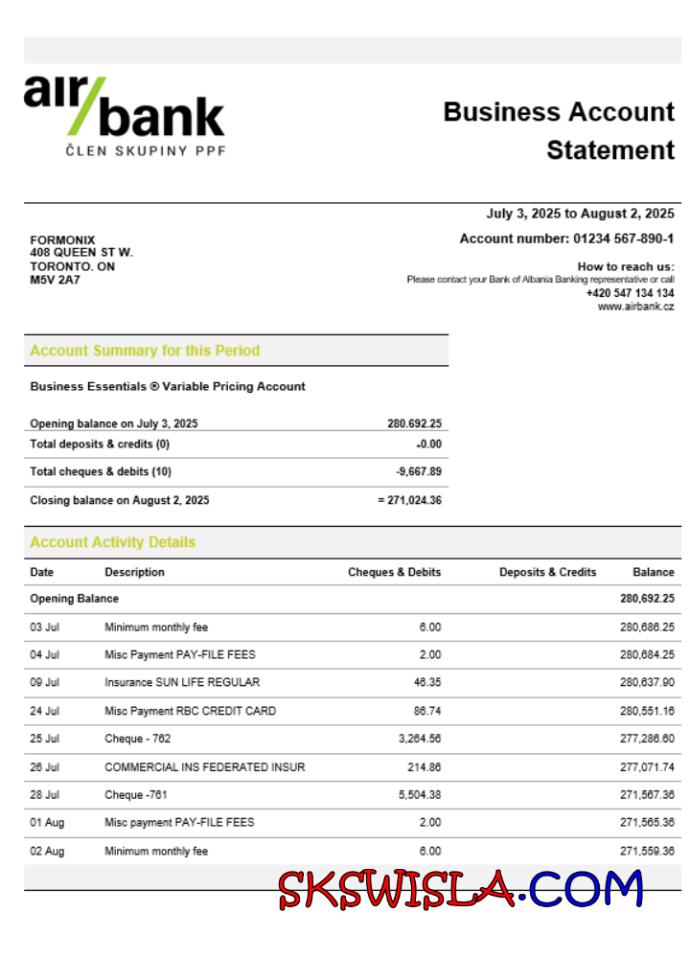 air/bank
ČLEN SKUPINY PPF
Business Account
Statement
July 3, 2025 to August 2, 2025
Account number: 01234 567-890-1
FORMONIX
408 QUEEN ST W.
TORONTO. ON
M5V 2A7
How to reach us:
Please contact your Bank of Albania Banking representative or call
+420 547 134 134
www.airbank.cz
Account Summary for this Period
Business Essentials ® Variable Pricing Account
Opening balance on July 3, 2025 280.692.25
Total deposits & credits (0) -0.00
Total cheques & debits (10) -9,667.89
Closing balance on August 2, 2025 = 271,024.36
Account Activity Details
Date Description Cheques & Debits Deposits & Credits Balance
Opening Balance 280,692.25
03 Jul Minimum monthly fee 6.00 280,686.25
04 Jul Misc Payment PAY-FILE FEES 2.00 280,684.25
09 Jul Insurance SUN LIFE REGULAR 46.35 280,637.90
24 Jul Misc Payment RBC CREDIT CARD 86.74 280,551.16
25 Jul Cheque - 762 3,264.56 277,286.60
26 Jul COMMERCIAL INS FEDERATED INSUR 214.86 277,071.74
28 Jul Cheque -761 5,504.38 271,567.36
01 Aug Misc payment PAY-FILE FEES 2.00 271,565.36
02 Aug Minimum monthly fee 6.00 271,559.36
SKSWISLA.COM